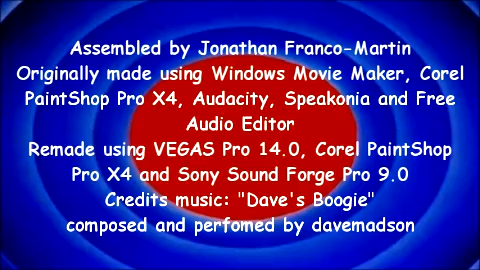 Assembled by Jonathan Franco-Martin
Originally made using Windows Movie Maker, Corel
PaintShop Pro X4, Audacity, Speakonia and Free
Audio Editor
Remade using VEGAS Pro 14.0, Corel PaintShop
Pro X4 and Sony Sound Forge Pro 9.0
Credits music: "Dave's Boogie"
composed and perfomed by davemadson